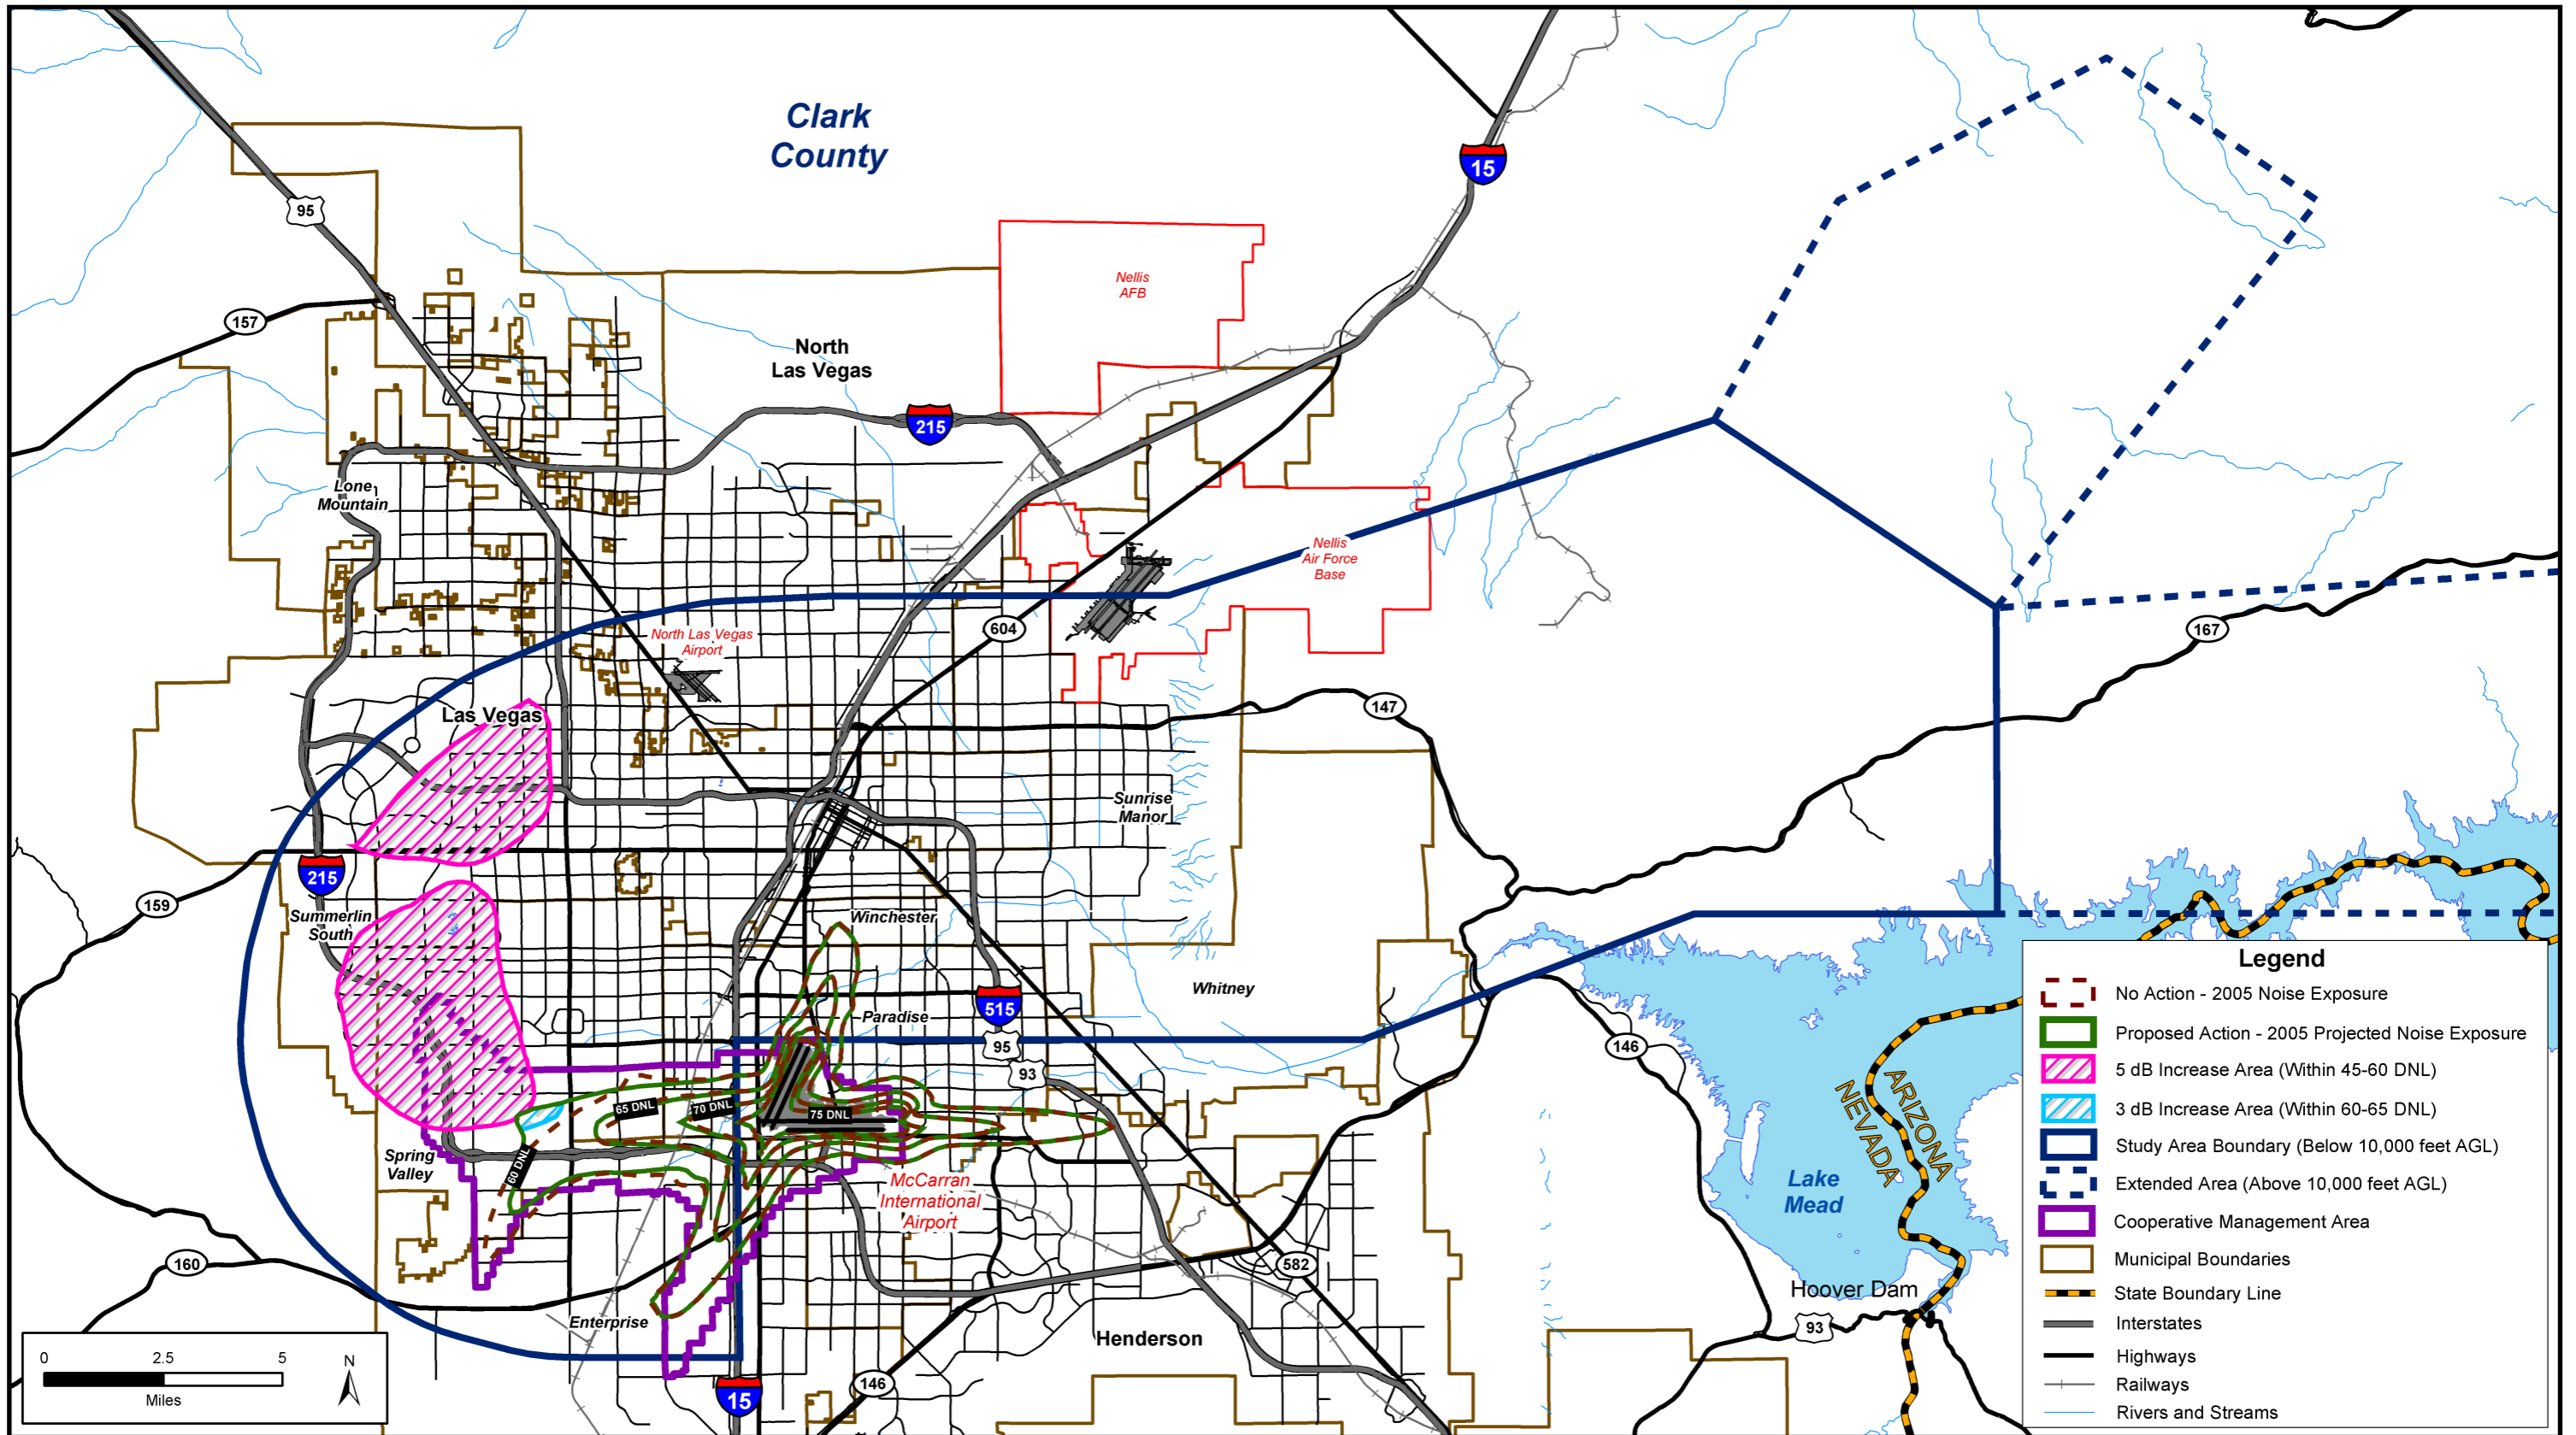 Clark
County
15
95
Nellis
AFB
157
North
Las Vegas
215
Lone
Mountain
Nellis
Air Force
Base
604
North Las Vegas
Airport
167
147
Las Vegas
Sunrise
Manor
215
159
Summerlin
South
Winchester
Whitney
515
Paradise
95
93
146
65 DNL
70 DNL
75 DNL
60 DNL
Spring
Valley
McCarran
International
Airport
ARIZONA
NEVADA
Lake
Mead
160
582
Hoover Dam
93
Enterprise
Henderson
146
15
0 2.5 5
Miles
N
Legend
No Action - 2005 Noise Exposure
Proposed Action - 2005 Projected Noise Exposure
5 dB Increase Area (Within 45-60 DNL)
3 dB Increase Area (Within 60-65 DNL)
Study Area Boundary (Below 10,000 feet AGL)
Extended Area (Above 10,000 feet AGL)
Cooperative Management Area
Municipal Boundaries
State Boundary Line
Interstates
Highways
Railways
Rivers and Streams